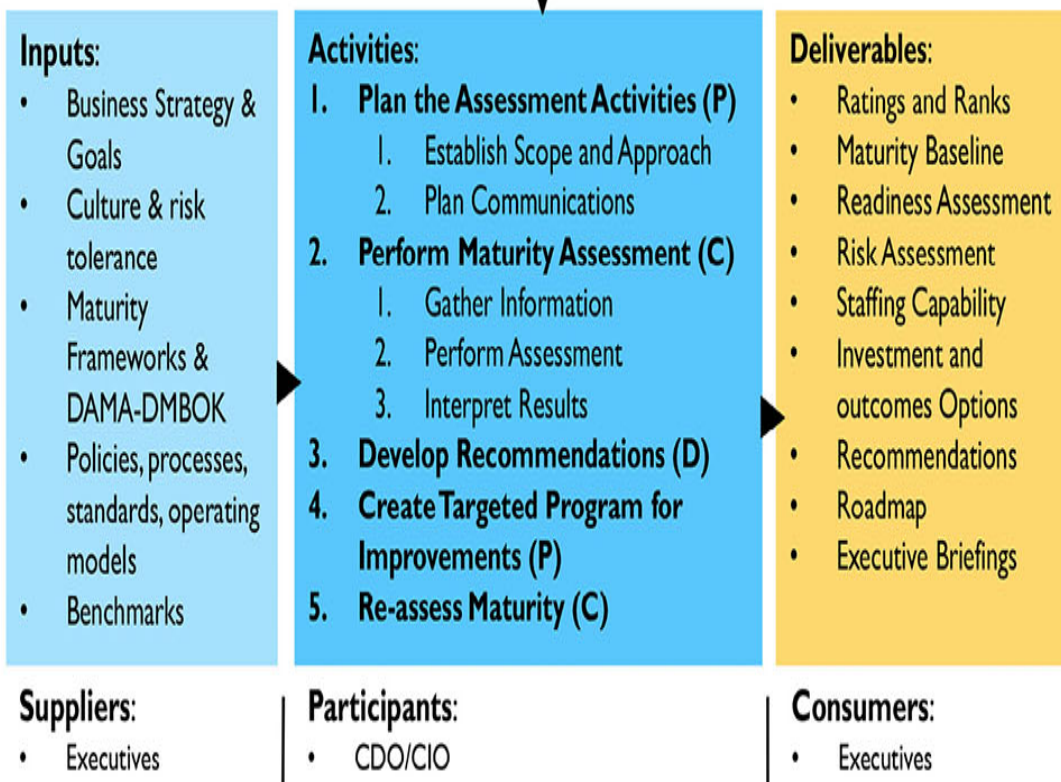 Inputs:
• Business Strategy &
Goals
• Culture & risk
tolerance
• Maturity
Frameworks &
DAMA-DMBOK
• Policies, processes,
standards, operating
models
• Benchmarks
Activities:
1. Plan the Assessment Activities (P)
1. Establish Scope and Approach
2. Plan Communications
2. Perform Maturity Assessment (C)
1. Gather Information
2. Perform Assessment
3. Interpret Results
3. Develop Recommendations (D)
4. Create Targeted Program for
Improvements (P)
5. Re-assess Maturity (C)
Deliverables:
• Ratings and Ranks
• Maturity Baseline
• Readiness Assessment
• Risk Assessment
• Staffing Capability
• Investment and
outcomes Options
• Recommendations
• Roadmap
• Executive Briefings
Suppliers:
• Executives
Participants:
• CDO/CIO
Consumers:
• Executives